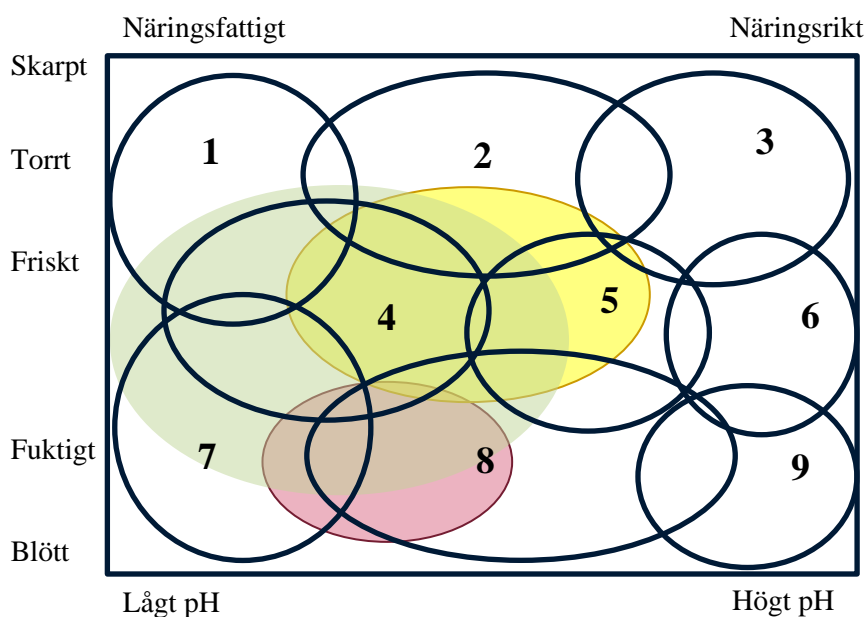 Näringsfattigt Näringsrikt
Skarpt
1 2 3
Torrt
Friskt
4 5 6
Fuktigt
7 8 9
Blött
Lågt pH Högt pH